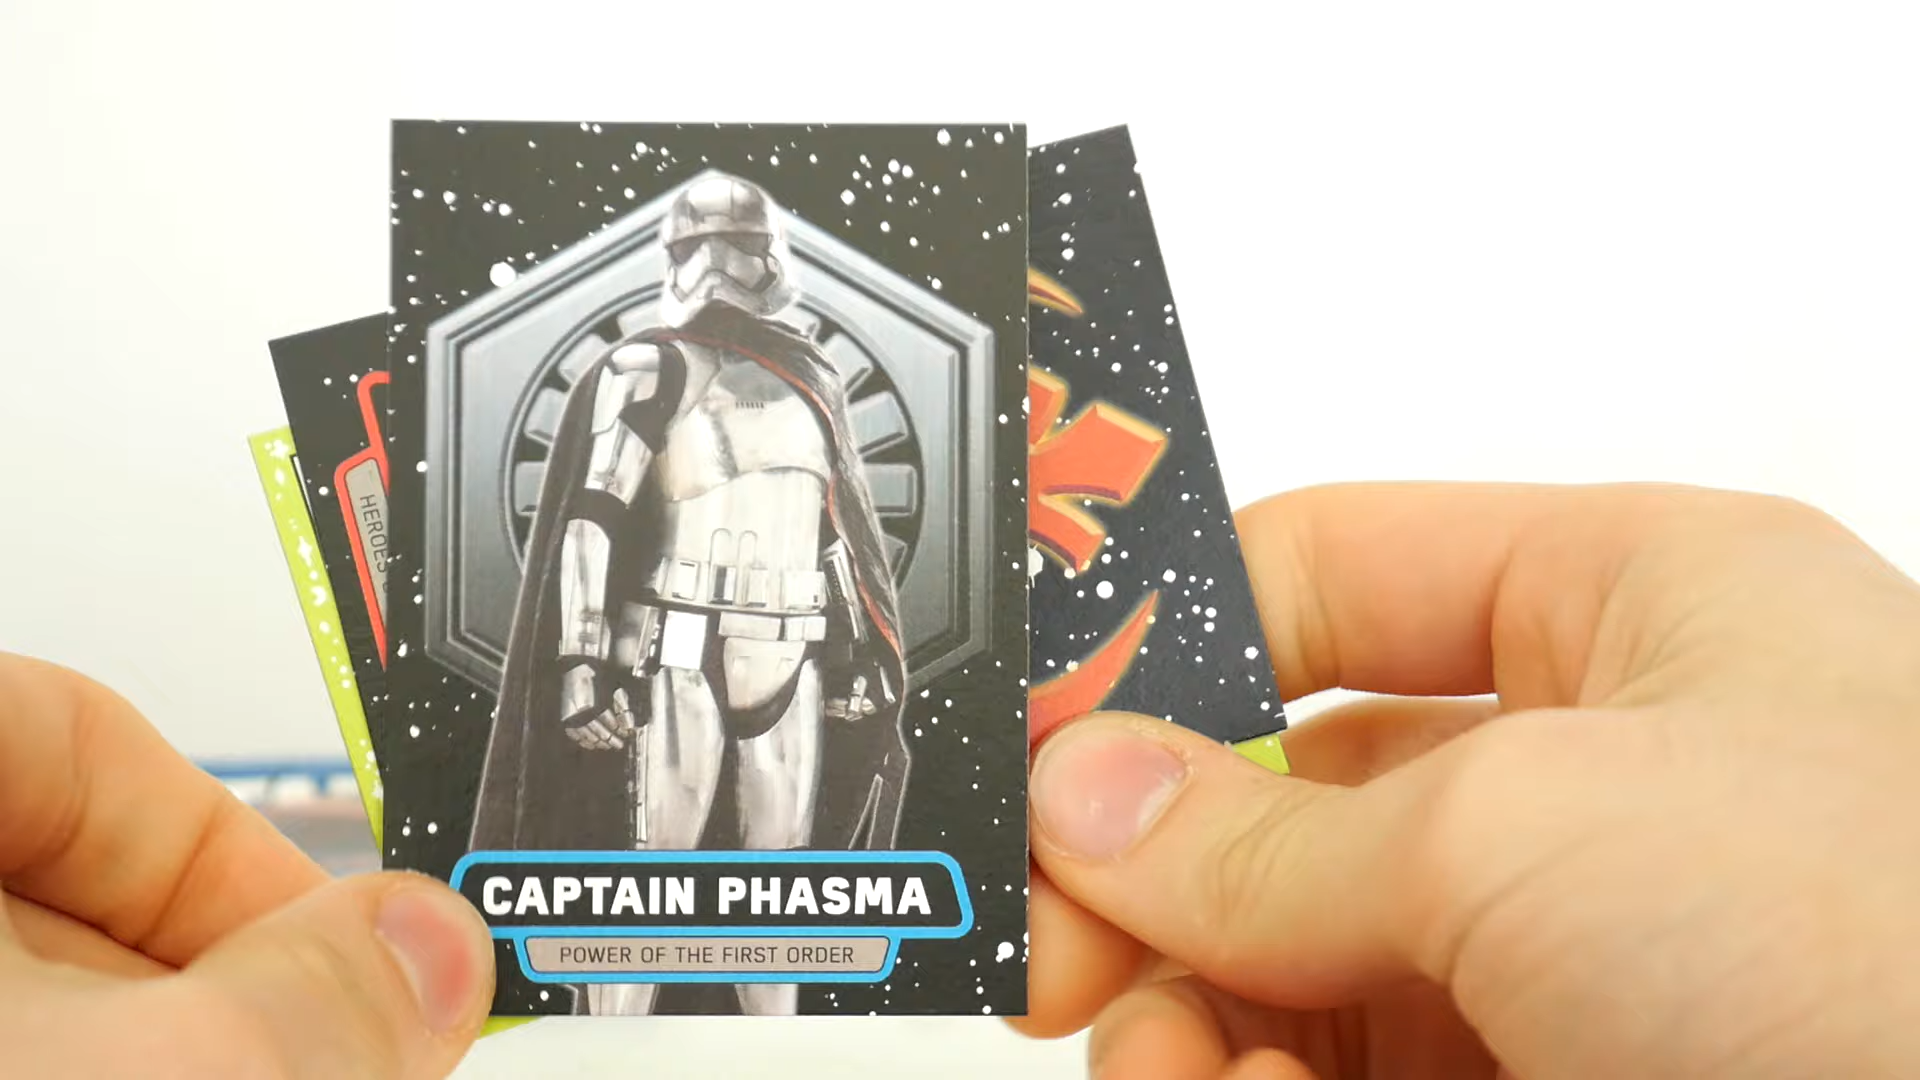 HEROES
CAPTAIN PHASMA
POWER OF THE FIRST ORDER